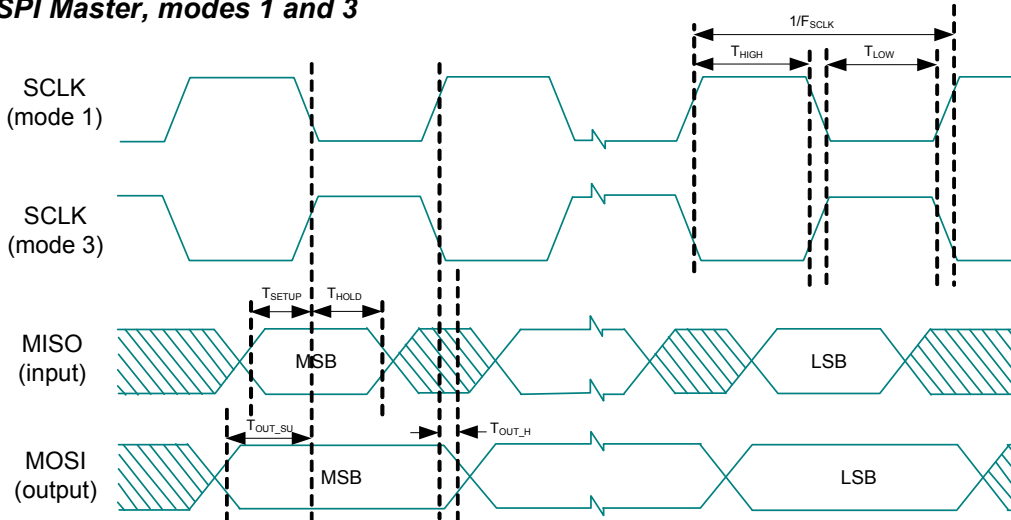 SPI Master, modes 1 and 3
1/FSCLK
THIGH
TLOW
SCLK
(mode 1)
SCLK
(mode 3)
TSETUP
THOLD
MISO
(input)
MSB
LSB
TOUT_SU
TOUT_H
MOSI
(output)
MSB
LSB